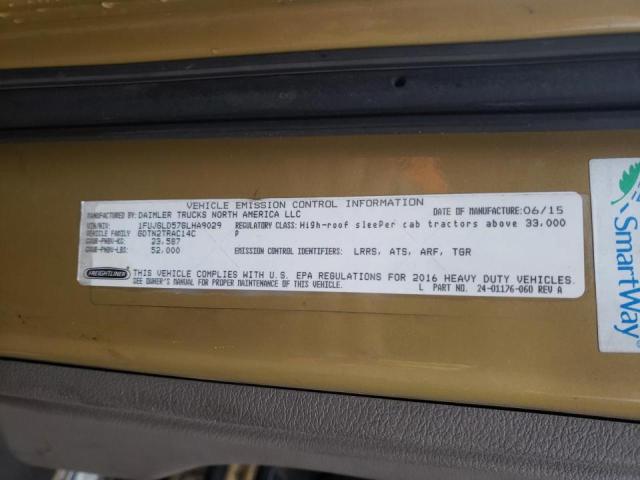 VEHICLE EMISSION CONTROL INFORMATION
MANUFACTURED BY: DAIMLER TRUCKS NORTH AMERICA LLC DATE OF MANUFACTURE: 06/15
VIN/NIV: 1FUJGLD57GLHA9029 REGULATORY CLASS: High-roof sleePer cab tractors above 33,000
VEHICLE FAMILY GDTN2TRAC14C P
GVWR-PNBV-KG: 23,587
GVWR-PNBV-LBS: 52,000 EMISSION CONTROL IDENTIFIERS: LRRS, ATS, ARF, TGR
FREIGHTLINER THIS VEHICLE COMPLIES WITH U.S. EPA REGULATIONS FOR 2016 HEAVY DUTY VEHICLES.
SEE OWNER'S MANUAL FOR PROPER MAINTENANCE OF THIS VEHICLE. L PART NO. 24-01176-060 REV A
SmartWay